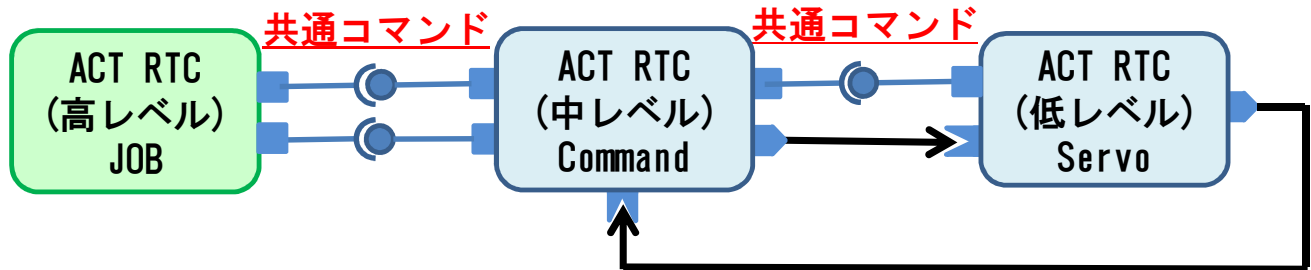 共通コマンド
共通コマンド
ACT RTC
(高レベル)
JOB
ACT RTC
(中レベル)
Command
ACT RTC
(低レベル)
Servo